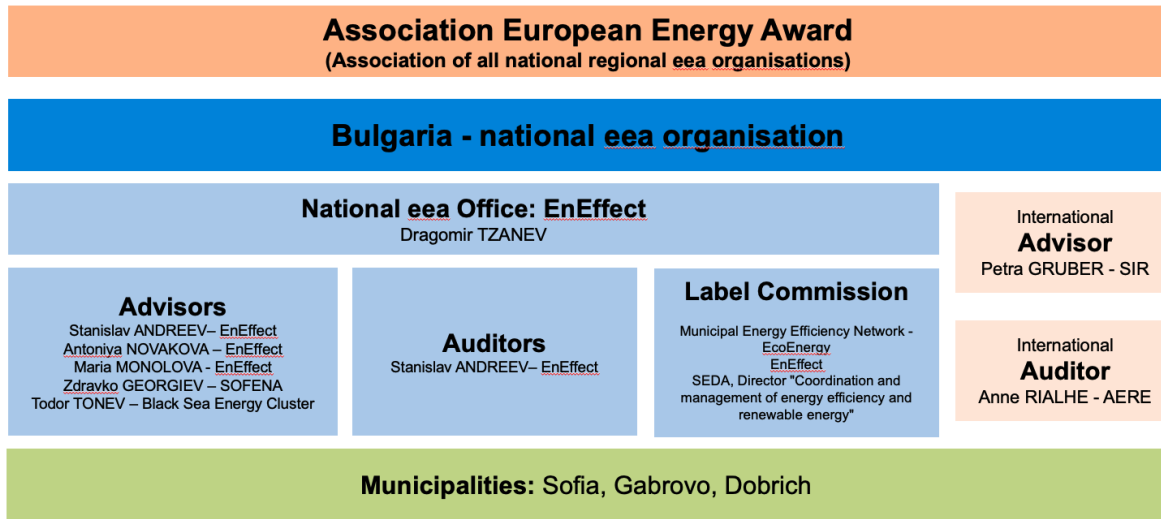 Association European Energy Award
(Association of all national regional eea organisations)
Bulgaria - national eea organisation
National eea Office: EnEffect
Dragomir TZANEV
Advisors
Stanislav ANDREEV– EnEffect
Antoniya NOVAKOVA – EnEffect
Maria MONOLOVA - EnEffect
Zdravko GEORGIEV – SOFENA
Todor TONEV – Black Sea Energy Cluster
Auditors
Stanislav ANDREEV– EnEffect
Label Commission
Municipal Energy Efficiency Network -
EcoEnergy
EnEffect
SEDA, Director "Coordination and
management of energy efficiency and
renewable energy"
International
Advisor
Petra GRUBER - SIR
International
Auditor
Anne RIALHE - AERE
Municipalities: Sofia, Gabrovo, Dobrich